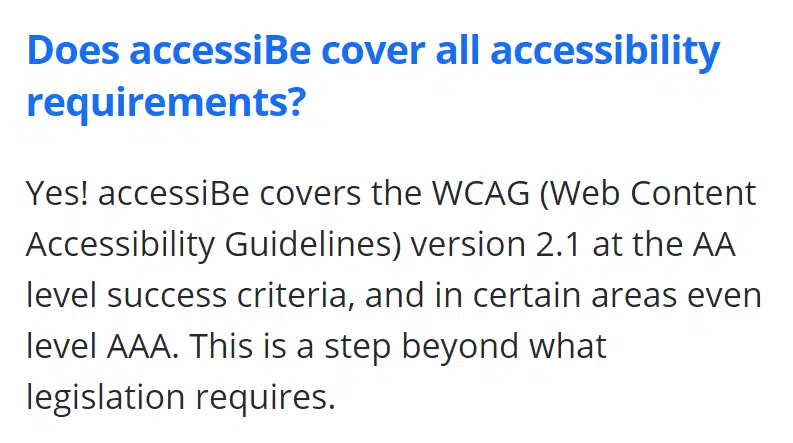 Does accessiBe cover all accessibility
requirements?
Yes! accessiBe covers the WCAG (Web Content
Accessibility Guidelines) version 2.1 at the AA
level success criteria, and in certain areas even
level AAA. This is a step beyond what
legislation requires.